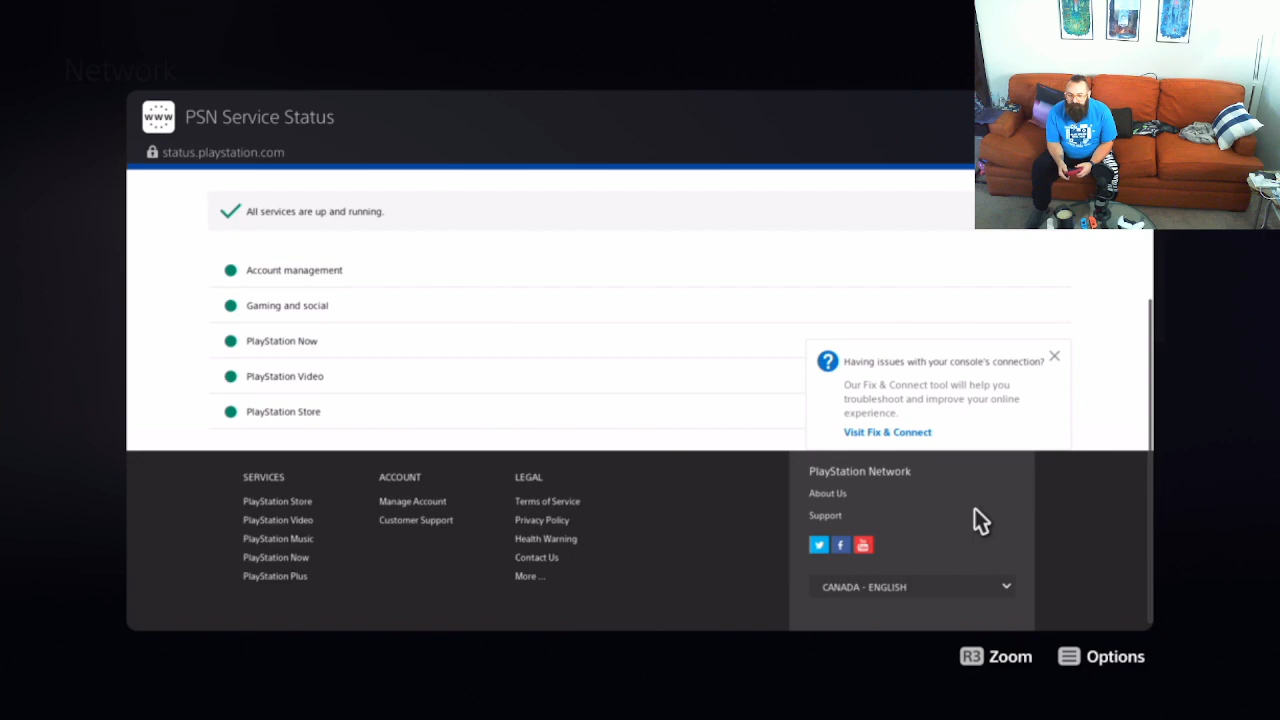 Network
www
PSN Service Status
status.playstation.com
All services are up and running.
Account management
Gaming and social
PlayStation Now
PlayStation Video
PlayStation Store
Having issues with your console's connection?
Our Fix & Connect tool will help you
troubleshoot and improve your online
experience.
Visit Fix & Connect
SERVICES
PlayStation Store
PlayStation Video
PlayStation Music
PlayStation Now
PlayStation Plus
ACCOUNT
Manage Account
Customer Support
LEGAL
Terms of Service
Privacy Policy
Health Warning
Contact Us
More ...
PlayStation Network
About Us
Support
CANADA - ENGLISH
R3 Zoom
Options